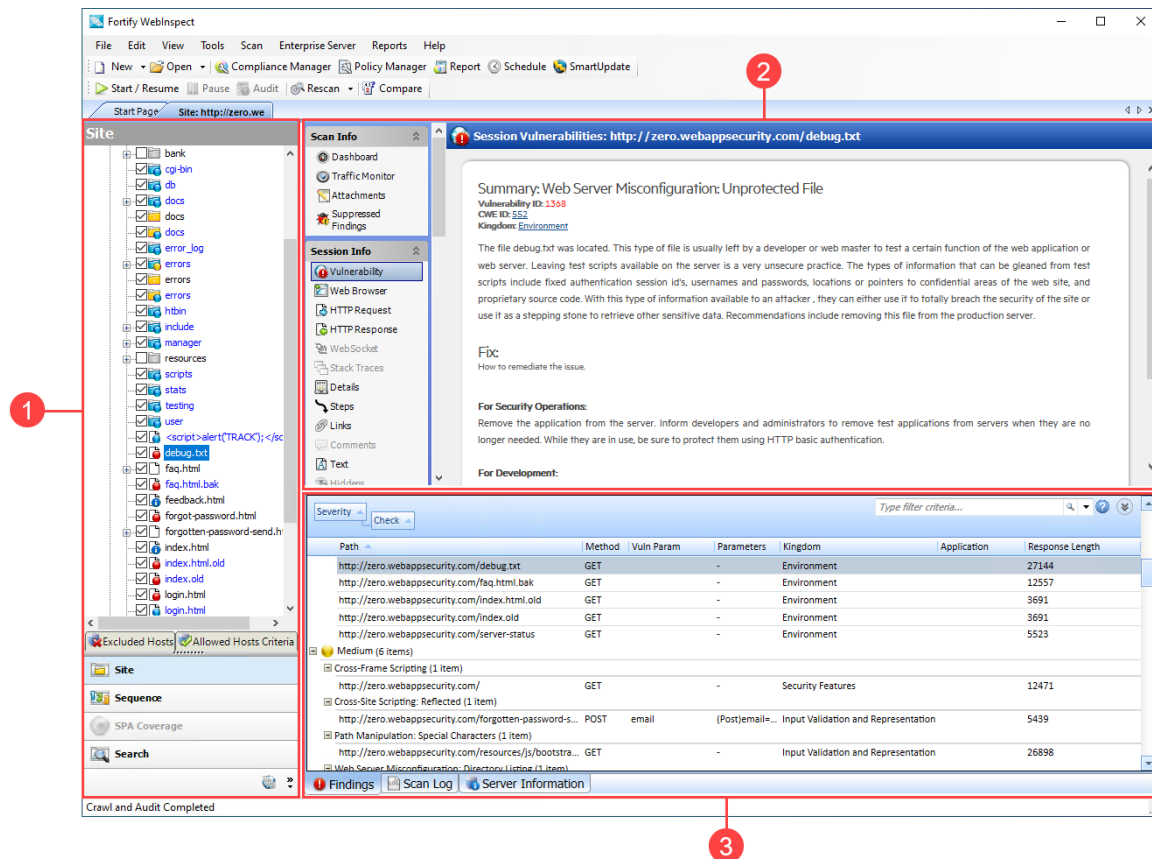 Fortify WebInspect
File Edit View Tools Scan Enterprise Server Reports Help
New Open Compliance Manager Policy Manager Report Schedule SmartUpdate
Start / Resume Pause Audit Rescan Compare
2
Start Page Site: http://zero.we
Site
bank
cgi-bin
db
docs
docs
docs
error_log
errors
errors
errors
htbin
include
manager
resources
scripts
stats
testing
user
<script>alert('TRACK');</sc
debug.txt
faq.html
faq.html.bak
feedback.html
forgot-password.html
forgotten-password-send.h
index.html
index.html.old
index.old
login.html
login.html
Excluded Hosts Allowed Hosts Criteria
Site
Sequence
SPA Coverage
Search
1
Scan Info
Dashboard
Traffic Monitor
Attachments
Suppressed
Findings
Session Info
Vulnerability
Web Browser
HTTP Request
HTTP Response
WebSocket
Stack Traces
Details
Steps
Links
Comments
Text
Hiddens
Session Vulnerabilities: http://zero.webappsecurity.com/debug.txt
Summary: Web Server Misconfiguration: Unprotected File
Vulnerability ID: 1368
CWE ID: 552
Kingdom: Environment
The file debug.txt was located. This type of file is usually left by a developer or web master to test a certain function of the web application or
web server. Leaving test scripts available on the server is a very unsecure practice. The types of information that can be gleaned from test
scripts include fixed authentication session id's, usernames and passwords, locations or pointers to confidential areas of the web site, and
proprietary source code. With this type of information available to an attacker , they can either use it to totally breach the security of the site or
use it as a stepping stone to retrieve other sensitive data. Recommendations include removing this file from the production server.
Fix:
How to remediate the issue.
For Security Operations:
Remove the application from the server. Inform developers and administrators to remove test applications from servers when they are no
longer needed. While they are in use, be sure to protect them using HTTP basic authentication.
For Development:
Severity Check Type filter criteria...
Path Method Vuln Param Parameters Kingdom Application Response Length
http://zero.webappsecurity.com/debug.txt GET - Environment 27144
http://zero.webappsecurity.com/faq.html.bak GET - Environment 12557
http://zero.webappsecurity.com/index.html.old GET - Environment 3691
http://zero.webappsecurity.com/index.old GET - Environment 3691
http://zero.webappsecurity.com/server-status GET - Environment 5523
Medium (6 items)
Cross-Frame Scripting (1 item)
http://zero.webappsecurity.com/ GET - Security Features 12471
Cross-Site Scripting: Reflected (1 item)
http://zero.webappsecurity.com/forgotten-password-s... POST email (Post)email=... Input Validation and Representation 5439
Path Manipulation: Special Characters (1 item)
http://zero.webappsecurity.com/resources/js/bootstra... GET - Input Validation and Representation 26898
Web Server Misconfiguration: Directory Listing (1 item)
Findings Scan Log Server Information
Crawl and Audit Completed
3